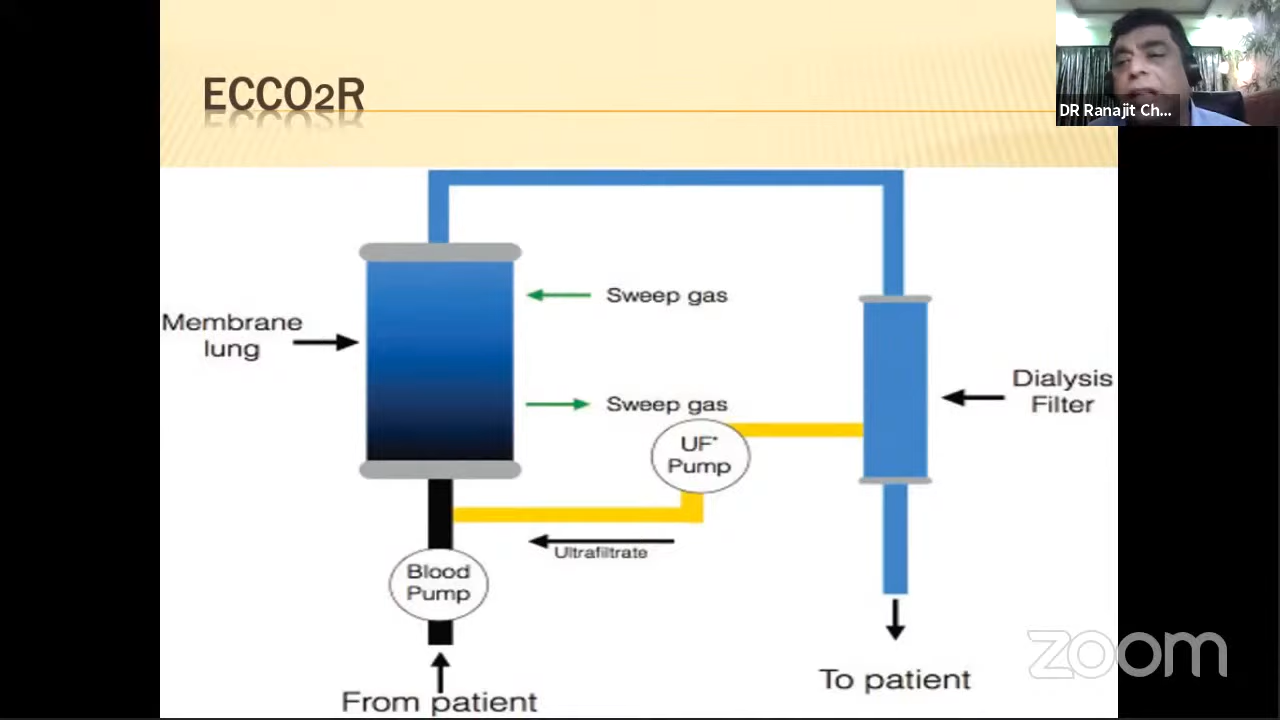 ECCO2R
DR Ranajit Ch...
Sweep gas
Membrane
lung
Dialysis
Filter
Sweep gas
UF*
Pump
Ultrafiltrate
Blood
Pump
To patient
From patient
zoom